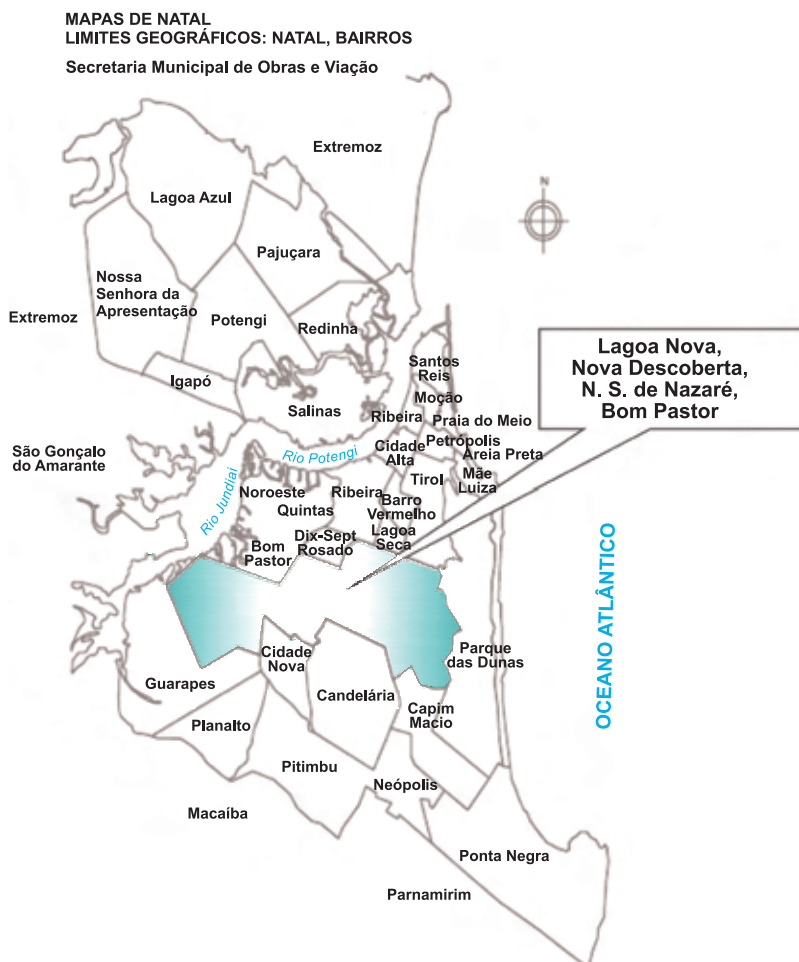 MAPAS DE NATAL
LIMITES GEOGRÁFICOS: NATAL, BAIRROS
Secretaria Municipal de Obras e Viação
Extremoz
N
Lagoa Azul
Pajuçara
Nossa
Senhora da
Apresentação
Extremoz
Potengi
Redinha
Igapó
Salinas
Santos
Reis
Moção
Ribeira
Praia do Meio
Petrópolis
Cidade
Alta
Areia Preta
Tirol
Mãe
Luiza
Lagoa Nova,
Nova Descoberta,
N. S. de Nazaré,
Bom Pastor
São Gonçalo
do Amarante
Rio Potengi
Rio Jundiai
Noroeste
Quintas
Ribeira
Barro
Vermelho
Lagoa
Seca
Dix-Sept
Rosado
Bom
Pastor
OCEANO ATLÂNTICO
Parque
das Dunas
Cidade
Nova
Guarapes
Candelária
Capim
Macio
Planalto
Pitimbu
Neópolis
Macaíba
Ponta Negra
Parnamirim